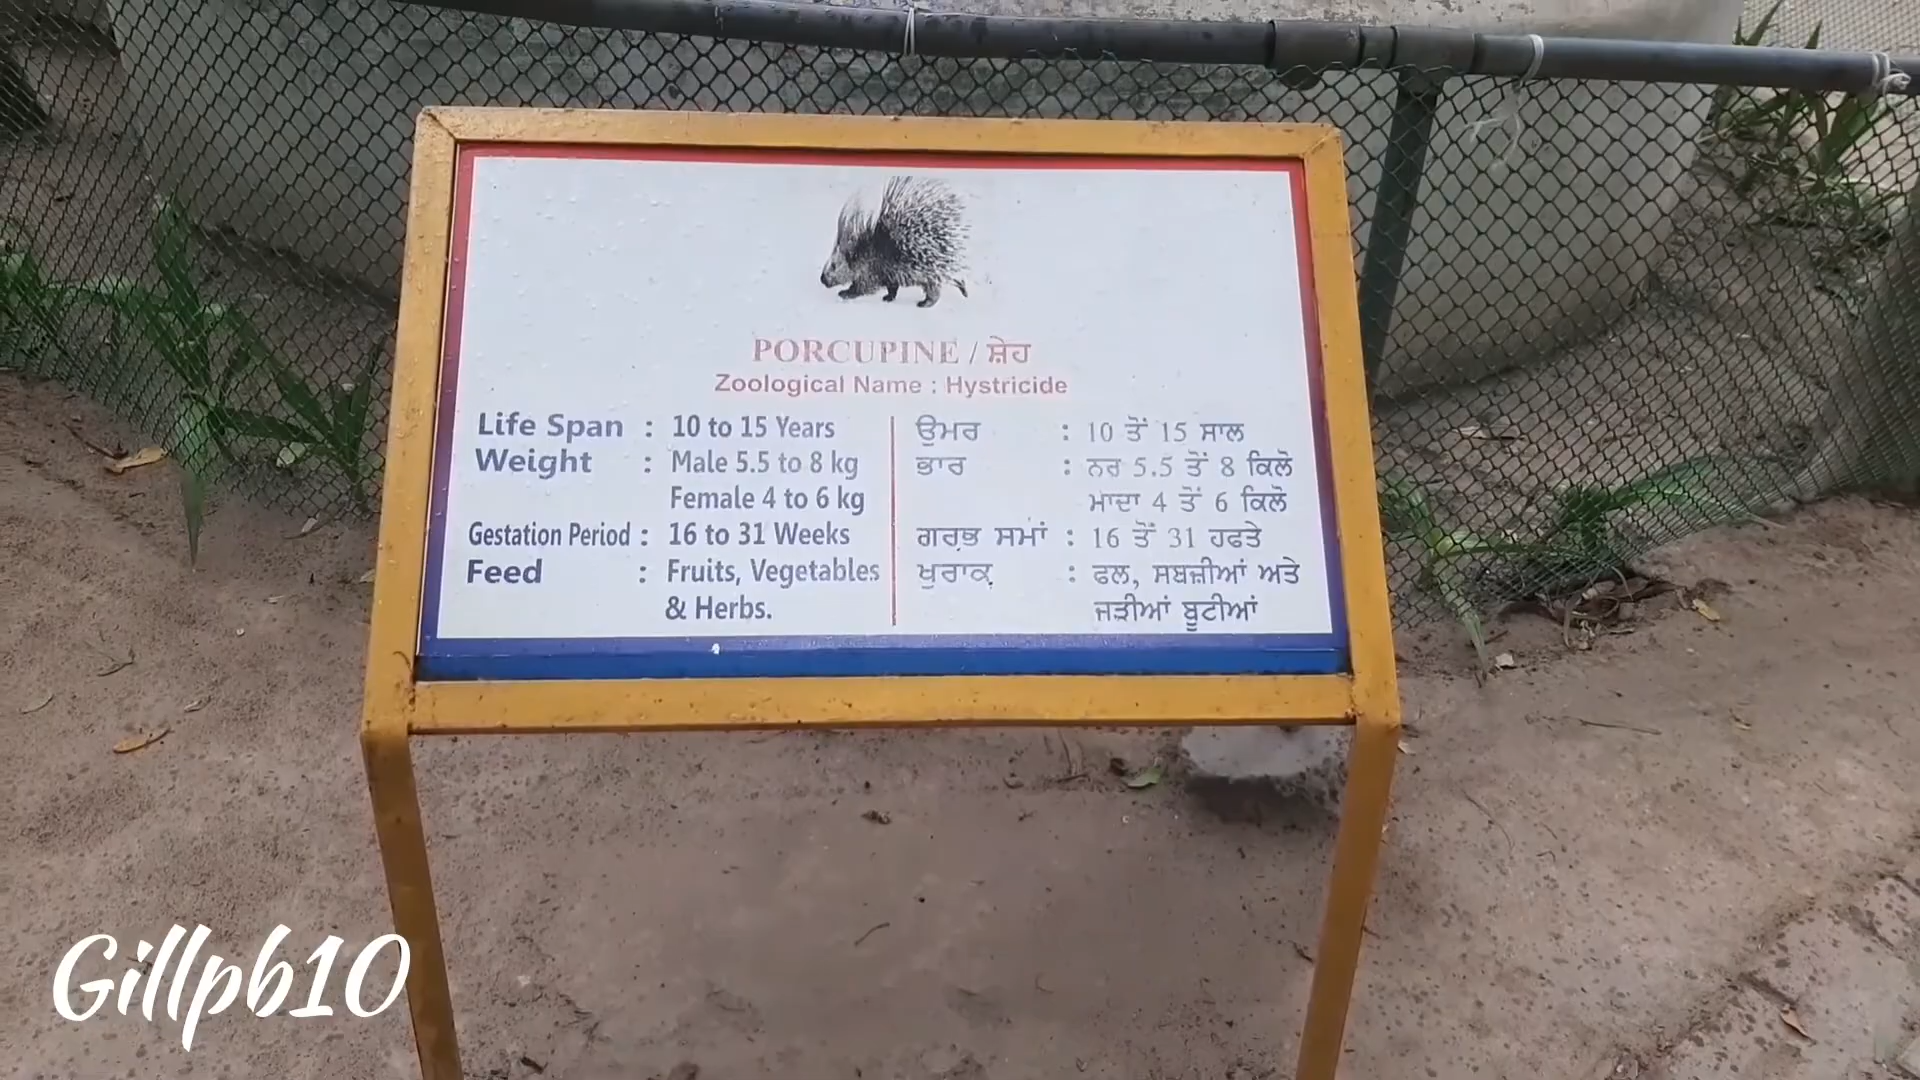 PORCUPINE / ਸ਼ੇਹ
Zoological Name : Hystricide
Life Span : 10 to 15 Years
Weight : Male 5.5 to 8 kg
Female 4 to 6 kg
Gestation Period : 16 to 31 Weeks
Feed : Fruits, Vegetables
& Herbs.
ਉਮਰ : 10 ਤੋਂ 15 ਸਾਲ
ਭਾਰ : ਨਰ 5.5 ਤੋਂ 8 ਕਿਲੋ
ਮਾਦਾ 4 ਤੋਂ 6 ਕਿਲੋ
ਗਰਭ ਸਮਾਂ : 16 ਤੋਂ 31 ਹਫਤੇ
ਖੁਰਾਕ : ਫਲ, ਸਬਜ਼ੀਆਂ ਅਤੇ
ਜੜੀਆਂ ਬੂਟੀਆਂ
Gillpb10